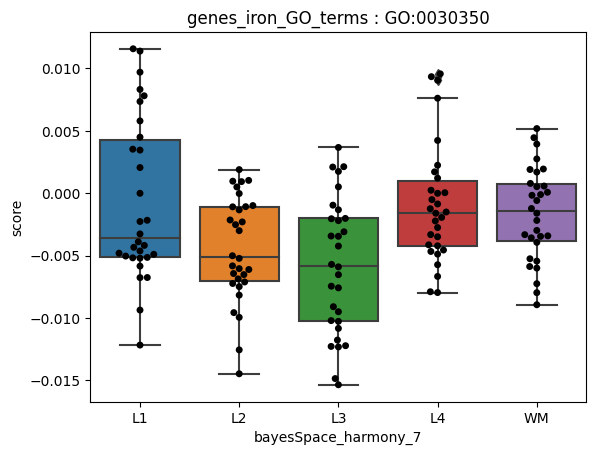 genes_iron_GO_terms : GO:0030350
0.010
0.005
0.000
−0.005
−0.010
−0.015
score
L1 L2 L3 L4 WM
bayesSpace_harmony_7